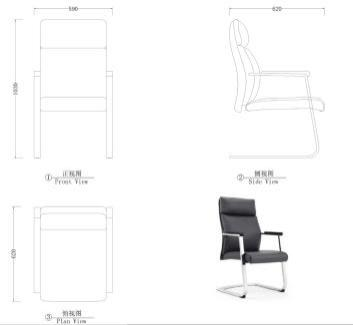 590
620
1030
① 正视图
Front View
② 侧视图
Side View
620
③ 俯视图
Plan View